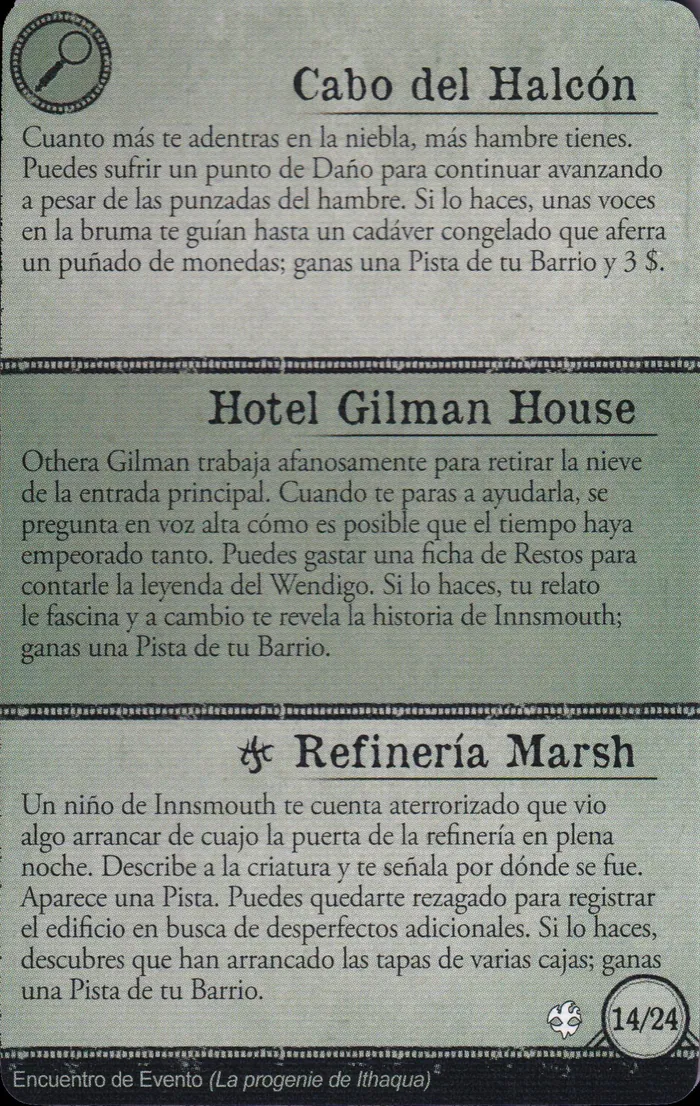 Cabo del Halcón
Cuanto más te adentras en la niebla, más hambre tienes.
Puedes sufrir un punto de Daño para continuar avanzando
a pesar de las punzadas del hambre. Si lo haces, unas voces
en la bruma te guían hasta un cadáver congelado que aferra
un puñado de monedas; ganas una Pista de tu Barrio y 3 $.
Hotel Gilman House
Othera Gilman trabaja afanosamente para retirar la nieve
de la entrada principal. Cuando te paras a ayudarla, se
pregunta en voz alta cómo es posible que el tiempo haya
empeorado tanto. Puedes gastar una ficha de Restos para
contarle la leyenda del Wendigo. Si lo haces, tu relato
le fascina y a cambio te revela la historia de Innsmouth;
ganas una Pista de tu Barrio.
Refinería Marsh
Un niño de Innsmouth te cuenta aterrorizado que vio
algo arrancar de cuajo la puerta de la refinería en plena
noche. Describe a la criatura y te señala por dónde se fue.
Aparece una Pista. Puedes quedarte rezagado para registrar
el edificio en busca de desperfectos adicionales. Si lo haces,
descubres que han arrancado las tapas de varias cajas; ganas
una Pista de tu Barrio.
14/24
Encuentro de Evento (La progenie de Ithaqua)